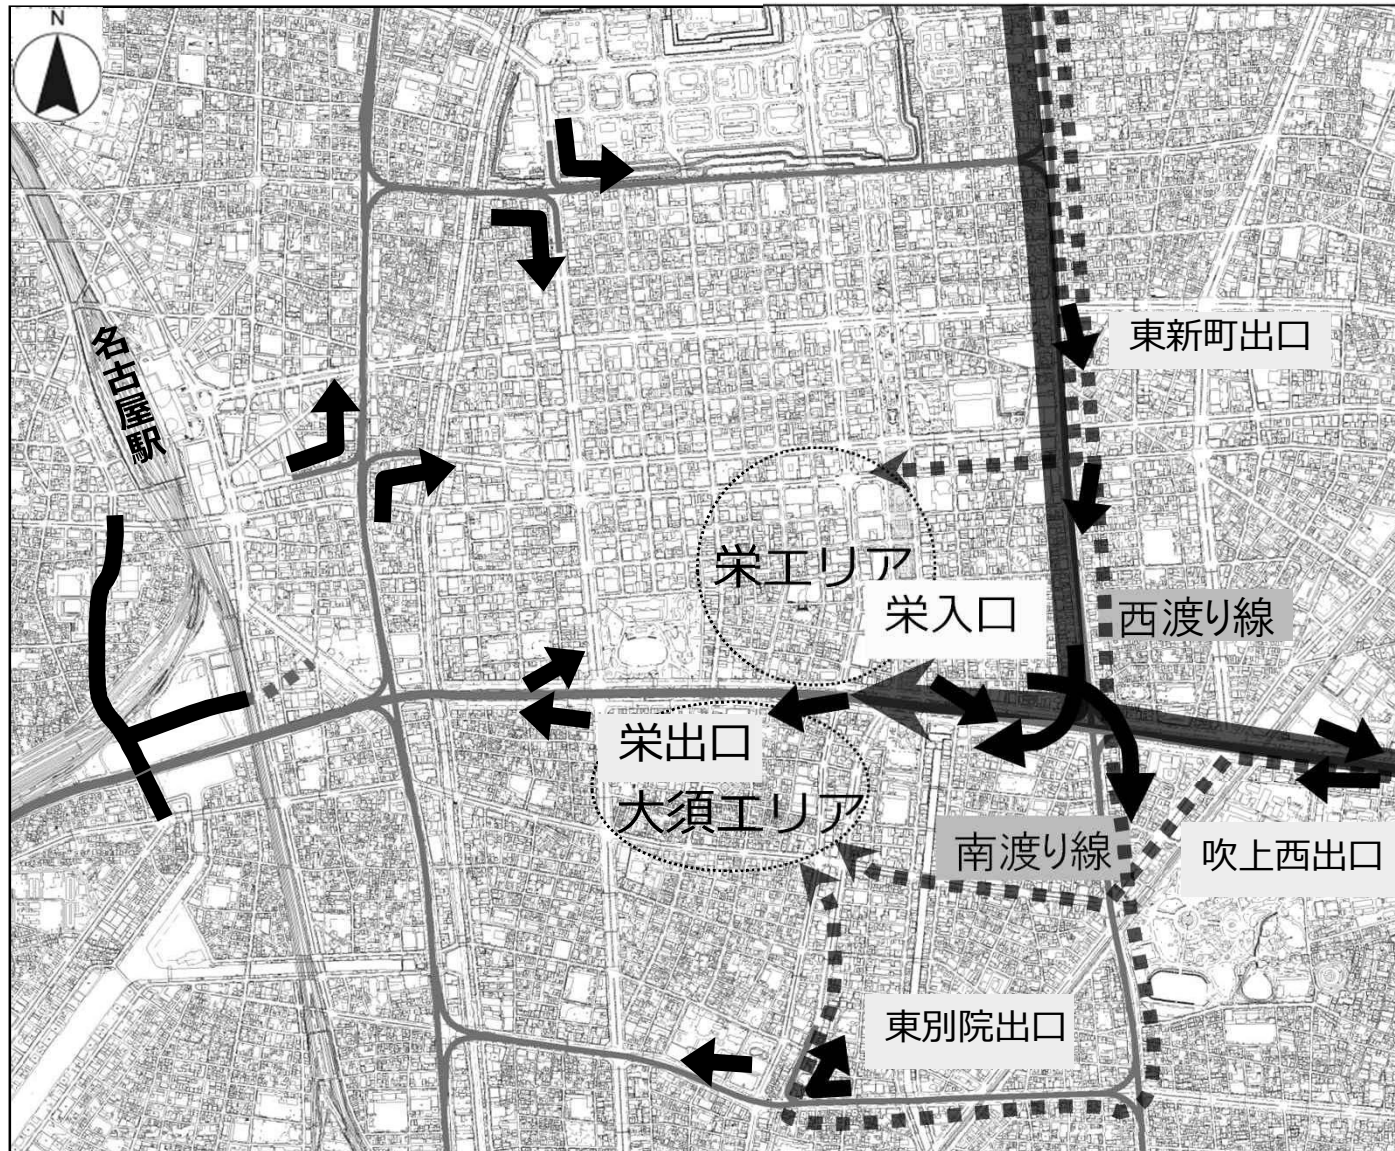 N
東新町出口
名古屋駅
栄エリア
栄入口
西渡り線
栄出口
大須エリア
南渡り線
吹上西出口
東別院出口